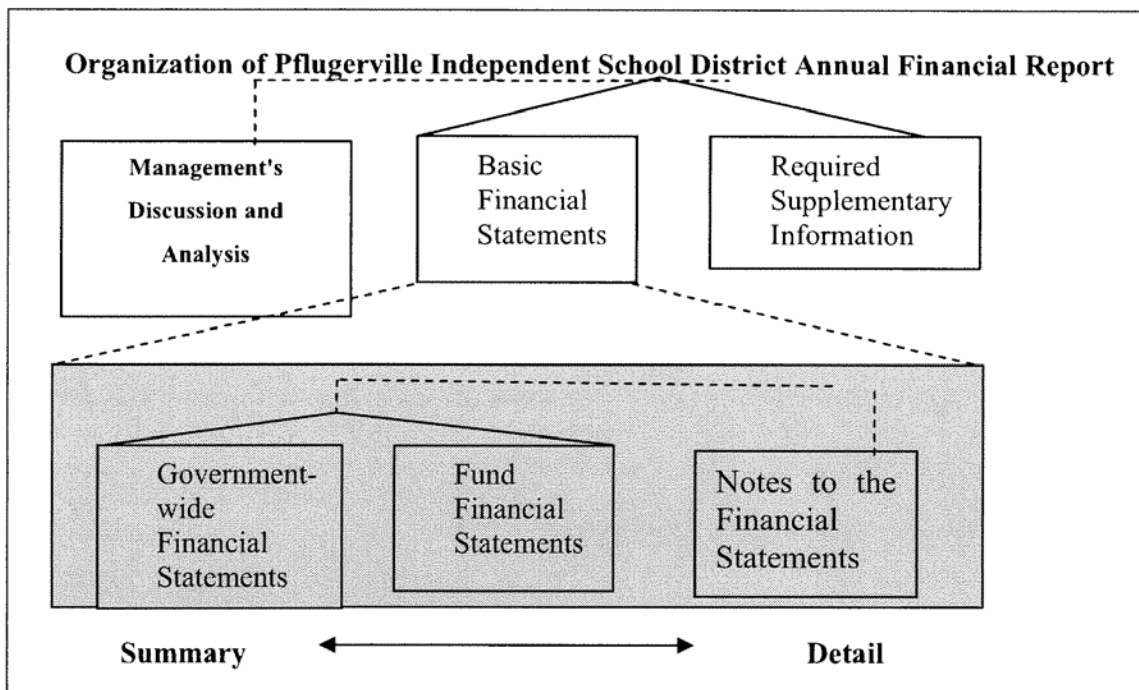 Organization of Pflugerville Independent School District Annual Financial Report
Management's
Discussion and
Analysis
Basic
Financial
Statements
Required
Supplementary
Information
Government-
wide
Financial
Statements
Fund
Financial
Statements
Notes to the
Financial
Statements
Summary
Detail